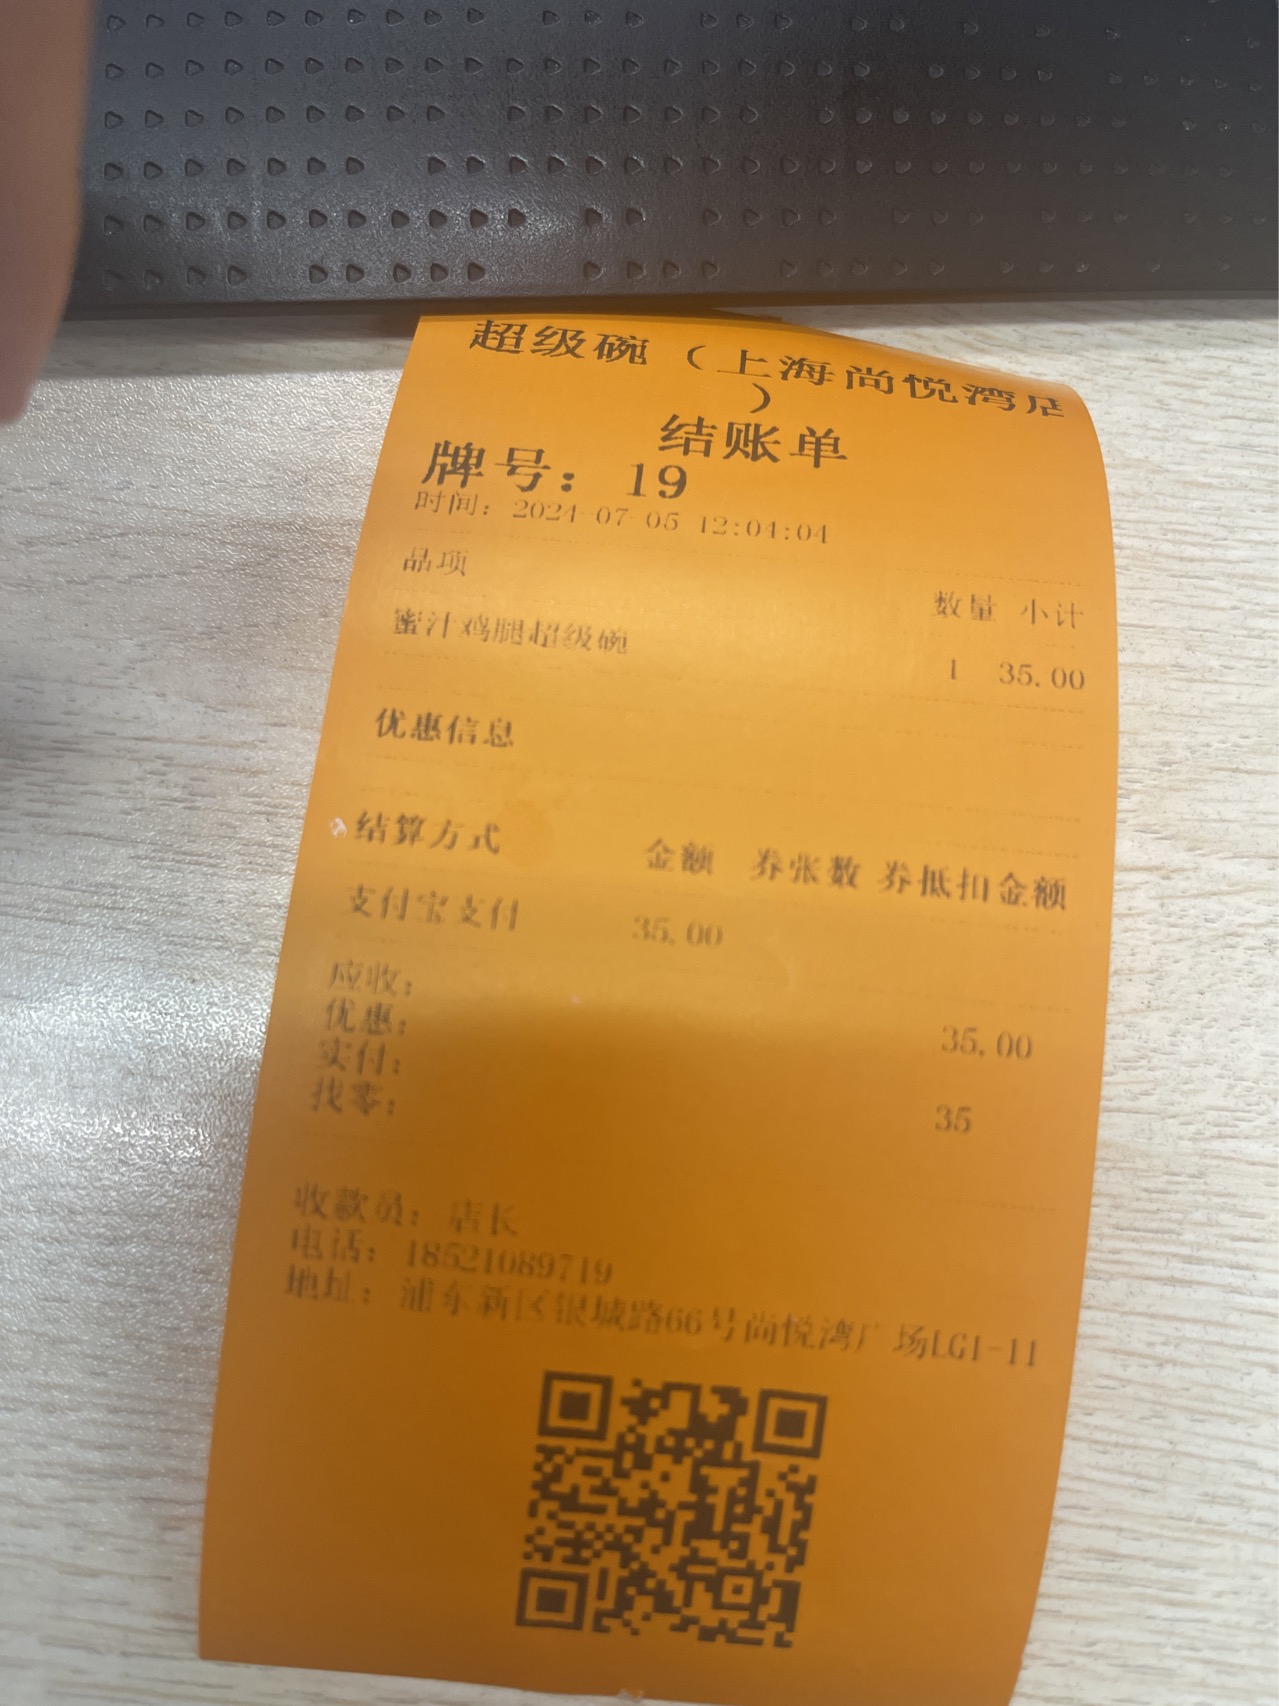 超级碗（上海尚悦湾店
）
结账单
牌号：19
时间：2024-07-05 12:04:04
品项 数量 小计
蜜汁鸡腿超级碗 1 35.00
优惠信息
结算方式 金额 券张数 券抵扣金额
支付宝支付 35.00
应收： 35.00
优惠：
实付： 35
找零：
收款员：店长
电话：18521089719
地址：浦东新区银城路66号尚悦湾广场LG1-11